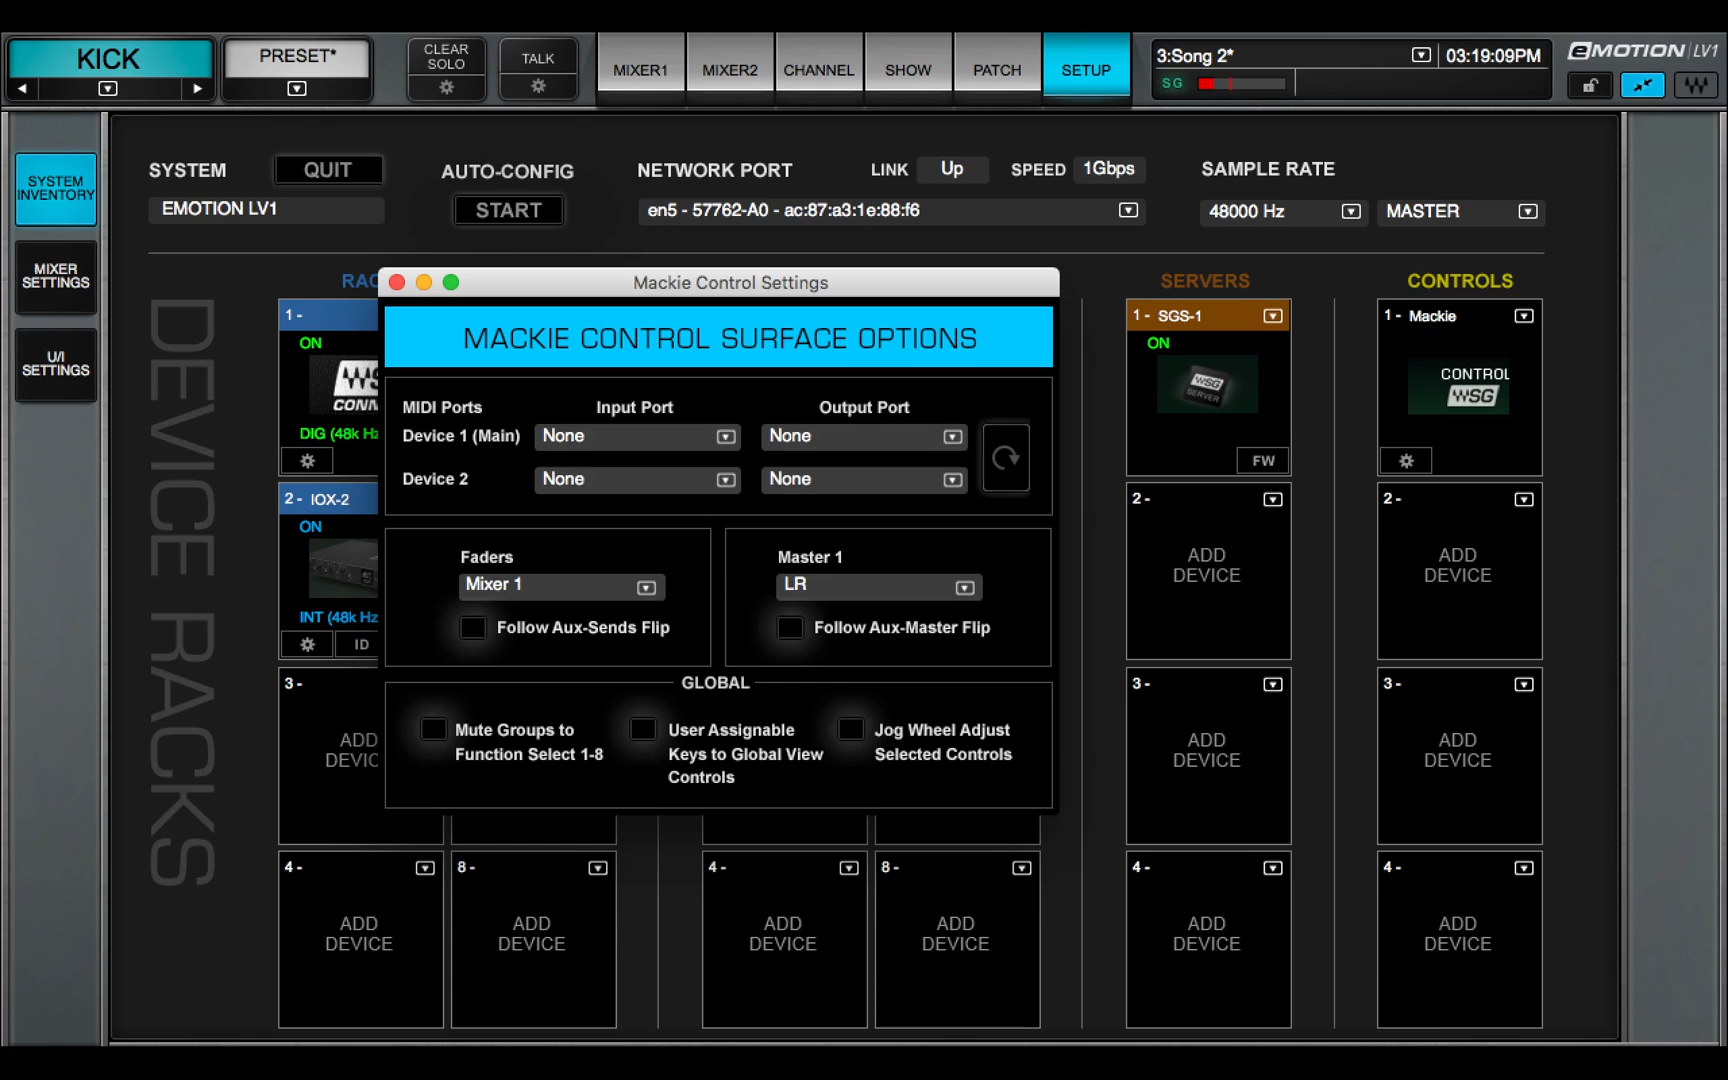 KICK
PRESET*
CLEAR
SOLO
TALK
MIXER1
MIXER2
CHANNEL
SHOW
PATCH
SETUP
3:Song 2*
03:19:09PM
SG
eMOTION LV1
SYSTEM
INVENTORY
MIXER
SETTINGS
U/I
SETTINGS
SYSTEM
QUIT
EMOTION LV1
AUTO-CONFIG
START
NETWORK PORT
LINK Up
SPEED 1Gbps
en5 - 57762-A0 - ac:87:a3:1e:88:f6
SAMPLE RATE
48000 Hz
MASTER
DEVICE RACKS
RAC
1 -
ON
CONN
DIG (48k Hz
2 - IOX-2
ON
INT (48k Hz
ID
3 -
ADD
DEVIC
4 -
ADD
DEVICE
8 -
ADD
DEVICE
4 -
ADD
DEVICE
8 -
ADD
DEVICE
Mackie Control Settings
MACKIE CONTROL SURFACE OPTIONS
MIDI Ports
Input Port
Output Port
Device 1 (Main)
None
None
Device 2
None
None
Faders
Mixer 1
Follow Aux-Sends Flip
Master 1
LR
Follow Aux-Master Flip
GLOBAL
Mute Groups to
Function Select 1-8
User Assignable
Keys to Global View
Controls
Jog Wheel Adjust
Selected Controls
SERVERS
1 - SGS-1
ON
WSG
SERVER
FW
2 -
ADD
DEVICE
3 -
ADD
DEVICE
4 -
ADD
DEVICE
CONTROLS
1 - Mackie
CONTROL
WSG
2 -
ADD
DEVICE
3 -
ADD
DEVICE
4 -
ADD
DEVICE